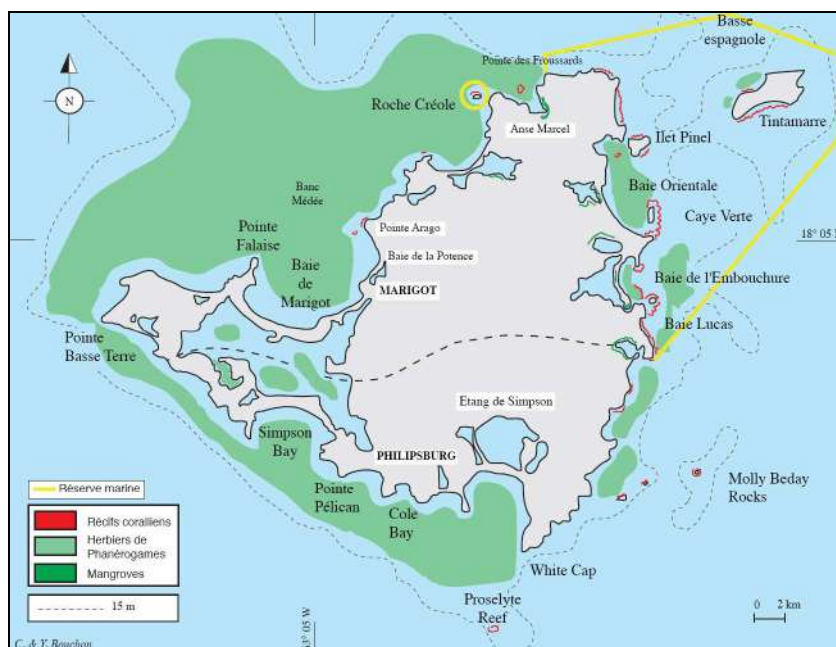 Basse
espagnole
Pointe des Froussards
Roche Créole
Tintamarre
Anse Marcel
Ilet Pinel
Baie Orientale
Banc
Médée
Caye Verte
Pointe
Falaise
Pointe Arago
18° 05
Baie de la Potence
Baie
de
Marigot
MARIGOT
Baie de l'Embouchure
Baie Lucas
Pointe
Basse Terre
Etang de Simpson
Simpson
Bay
PHILIPSBURG
Molly Beday
Rocks
Pointe
Pélican
Cole
Bay
White Cap
Proselyte
Reef
N
Réserve marine
Récifs coralliens
Herbiers de
Phanérogames
Mangroves
15 m
0 2 km
63° 05 W
C. & Y. Bouchon